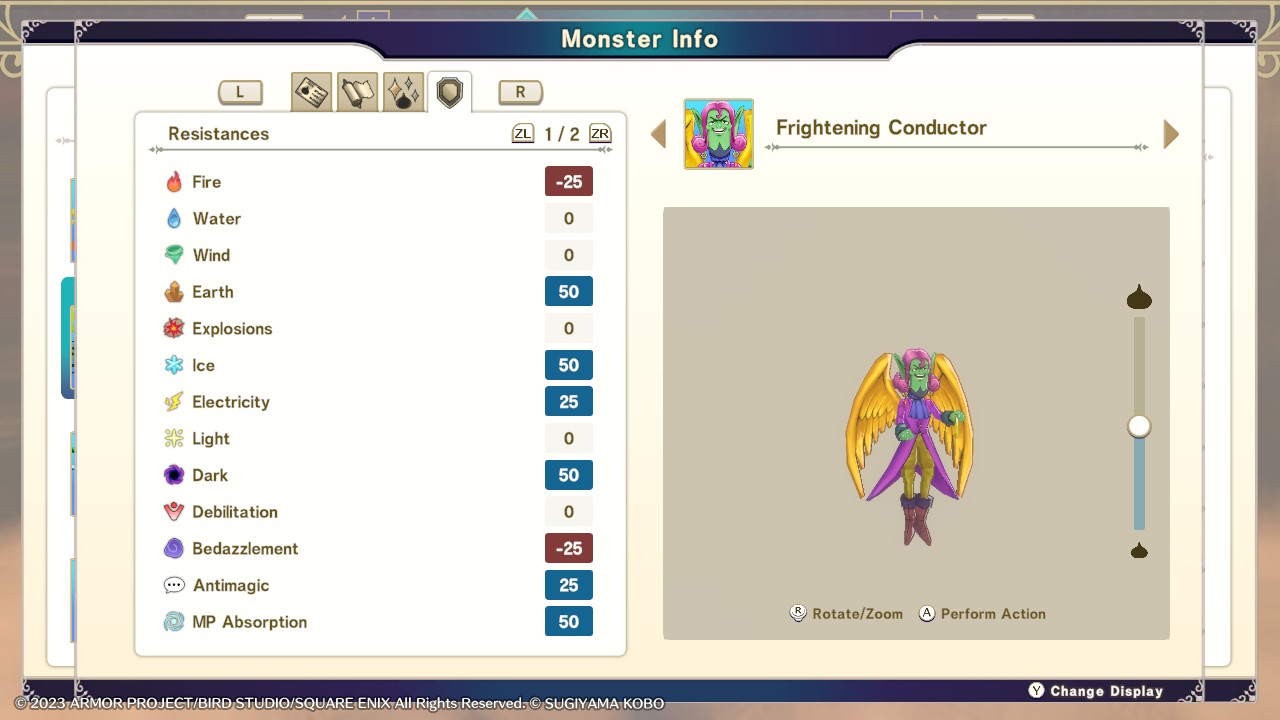 Monster Info
L
R
Resistances
ZL 1 / 2 ZR
Fire -25
Water 0
Wind 0
Earth 50
Explosions 0
Ice 50
Electricity 25
Light 0
Dark 50
Debilitation 0
Bedazzlement -25
Antimagic 25
MP Absorption 50
Frightening Conductor
R Rotate/Zoom A Perform Action
Y Change Display
© 2023 ARMOR PROJECT/BIRD STUDIO/SQUARE ENIX All Rights Reserved. © SUGIYAMA KOBO